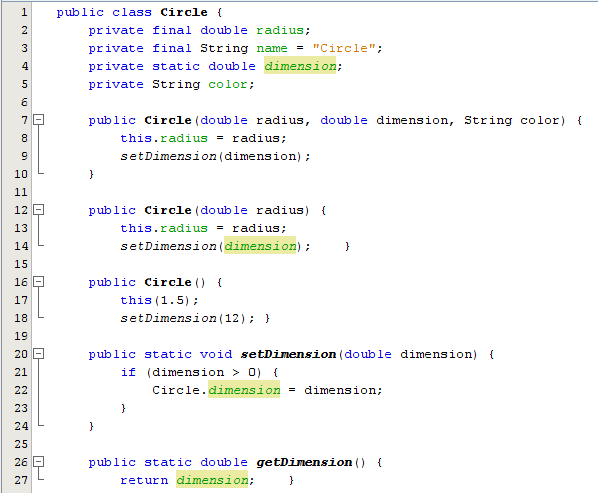 1 public class Circle {
2 private final double radius;
3 private final String name = "Circle";
4 private static double dimension;
5 private String color;
6
7 public Circle(double radius, double dimension, String color) {
8 this.radius = radius;
9 setDimension(dimension);
10 }
11
12 public Circle(double radius) {
13 this.radius = radius;
14 setDimension(dimension); }
15
16 public Circle() {
17 this(1.5);
18 setDimension(12); }
19
20 public static void setDimension(double dimension) {
21 if (dimension > 0) {
22 Circle.dimension = dimension;
23 }
24 }
25
26 public static double getDimension() {
27 return dimension; }